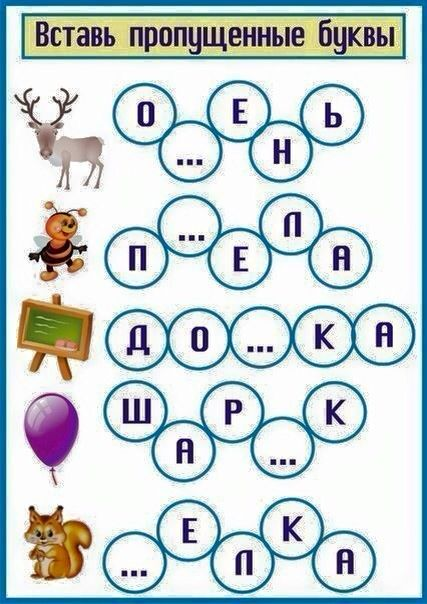 Вставь пропущенные буквы
О ... Е Н Ь
П ... Е Л А
Д О ... К А
Ш А Р ... К
... Е Л К А